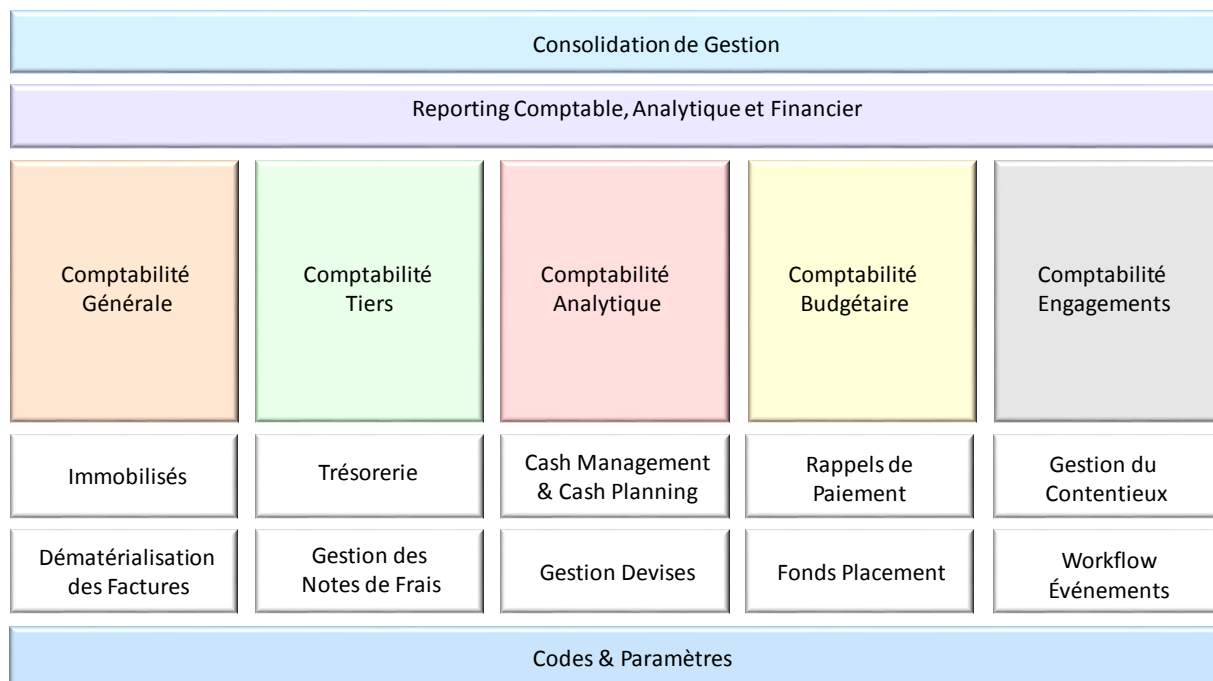 Consolidation de Gestion
Reporting Comptable, Analytique et Financier
Comptabilité
Générale
Comptabilité
Tiers
Comptabilité
Analytique
Comptabilité
Budgétaire
Comptabilité
Engagements
Immobilisés
Trésorerie
Cash Management
& Cash Planning
Rappels de
Paiement
Gestion du
Contentieux
Dématérialisation
des Factures
Gestion des
Notes de Frais
Gestion Devises
Fonds Placement
Workflow
Événements
Codes & Paramètres